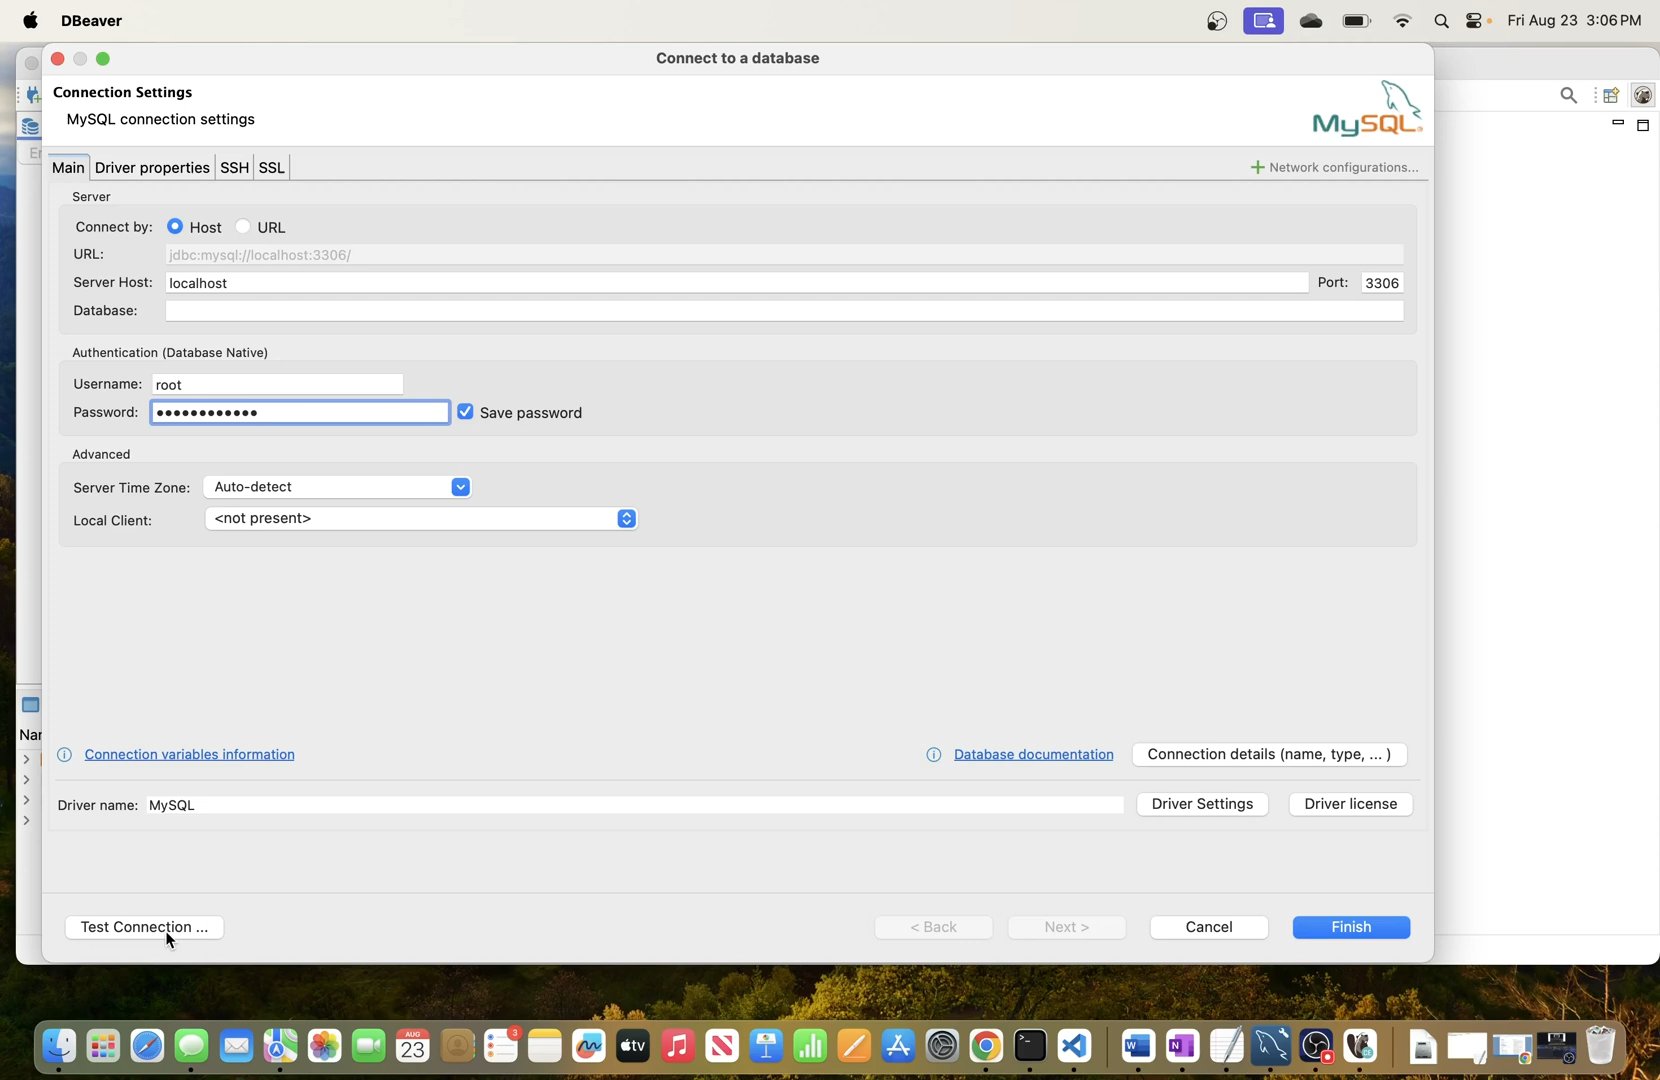 DBeaver
Fri Aug 23 3:06 PM
Connect to a database
Connection Settings
MySQL connection settings
MySQL
Main
Driver properties
SSH
SSL
Network configurations...
Server
Connect by:
Host
URL
URL:
jdbc:mysql://localhost:3306/
Server Host:
localhost
Port:
3306
Database:
Authentication (Database Native)
Username:
root
Password:
••••••••••••
Save password
Advanced
Server Time Zone:
Auto-detect
Local Client:
<not present>
Connection variables information
Database documentation
Connection details (name, type, ... )
Driver name:
MySQL
Driver Settings
Driver license
Test Connection ...
< Back
Next >
Cancel
Finish
AUG
23
3
tv
W
N